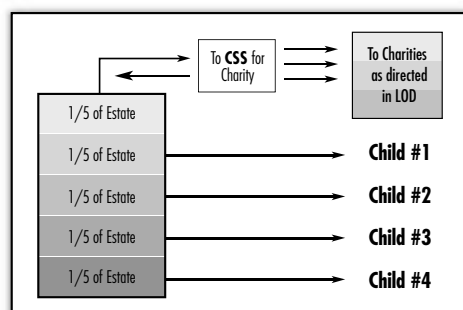 To CSS for
Charity
To Charities
as directed
in LOD
1/5 of Estate
1/5 of Estate
Child #1
1/5 of Estate
Child #2
1/5 of Estate
Child #3
1/5 of Estate
Child #4